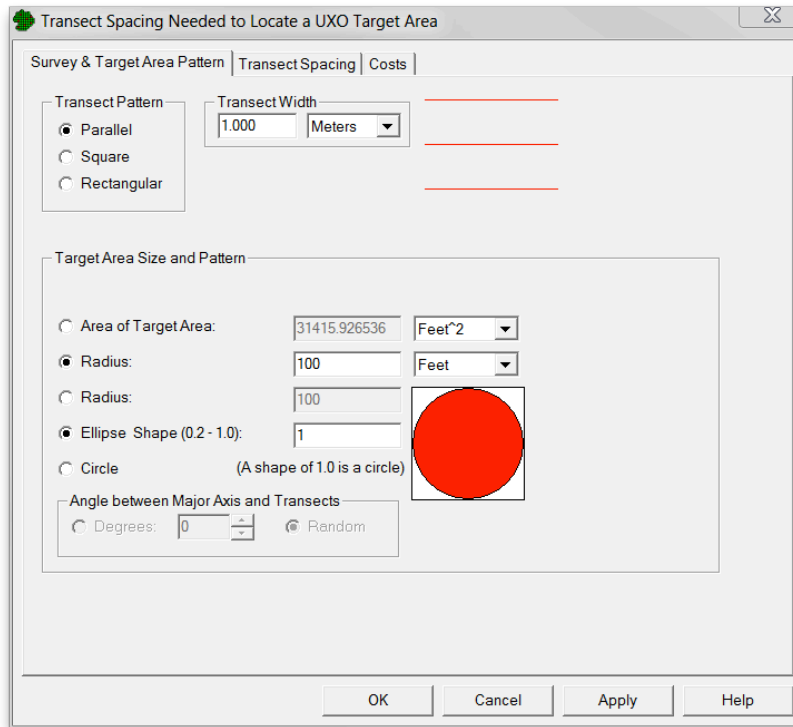 Transect Spacing Needed to Locate a UXO Target Area
Survey & Target Area Pattern Transect Spacing Costs
Transect Pattern
Parallel
Square
Rectangular
Transect Width
1.000 Meters
Target Area Size and Pattern
Area of Target Area: 31415.926536 Feet^2
Radius: 100 Feet
Radius: 100
Ellipse Shape (0.2 - 1.0): 1
Circle (A shape of 1.0 is a circle)
Angle between Major Axis and Transects
Degrees: 0 Random
OK Cancel Apply Help